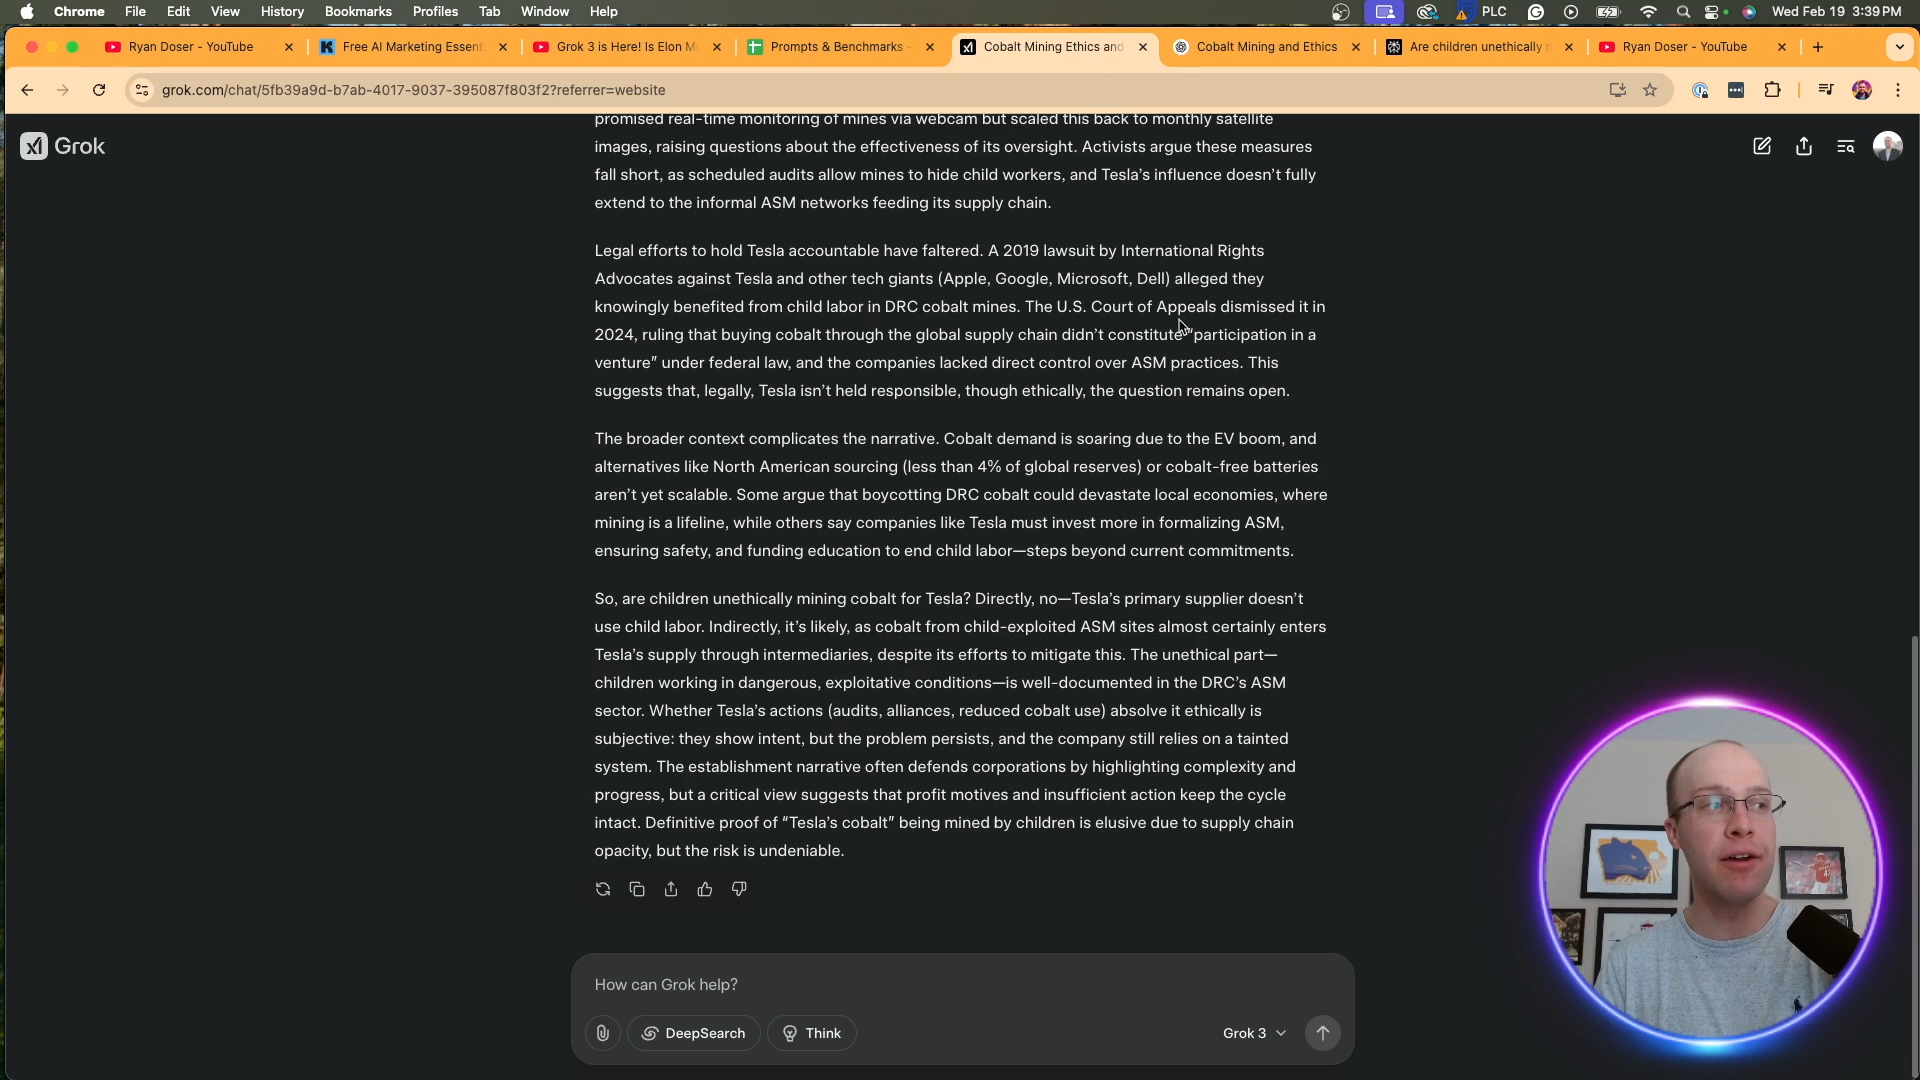 Chrome File Edit View History Bookmarks Profiles Tab Window Help PLC Wed Feb 19 3:39 PM
Ryan Doser - YouTube
Free AI Marketing Essent
Grok 3 is Here! Is Elon M
Prompts & Benchmarks -
Cobalt Mining Ethics and
Cobalt Mining and Ethics
Are children unethically
Ryan Doser - YouTube
grok.com/chat/5fb39a9d-b7ab-4017-9037-395087f803f2?referrer=website
Grok
promised real-time monitoring of mines via webcam but scaled this back to monthly satellite
images, raising questions about the effectiveness of its oversight. Activists argue these measures
fall short, as scheduled audits allow mines to hide child workers, and Tesla's influence doesn't fully
extend to the informal ASM networks feeding its supply chain.
Legal efforts to hold Tesla accountable have faltered. A 2019 lawsuit by International Rights
Advocates against Tesla and other tech giants (Apple, Google, Microsoft, Dell) alleged they
knowingly benefited from child labor in DRC cobalt mines. The U.S. Court of Appeals dismissed it in
2024, ruling that buying cobalt through the global supply chain didn't constitute "participation in a
venture" under federal law, and the companies lacked direct control over ASM practices. This
suggests that, legally, Tesla isn't held responsible, though ethically, the question remains open.
The broader context complicates the narrative. Cobalt demand is soaring due to the EV boom, and
alternatives like North American sourcing (less than 4% of global reserves) or cobalt-free batteries
aren't yet scalable. Some argue that boycotting DRC cobalt could devastate local economies, where
mining is a lifeline, while others say companies like Tesla must invest more in formalizing ASM,
ensuring safety, and funding education to end child labor—steps beyond current commitments.
So, are children unethically mining cobalt for Tesla? Directly, no—Tesla's primary supplier doesn't
use child labor. Indirectly, it's likely, as cobalt from child-exploited ASM sites almost certainly enters
Tesla's supply through intermediaries, despite its efforts to mitigate this. The unethical part—
children working in dangerous, exploitative conditions—is well-documented in the DRC's ASM
sector. Whether Tesla's actions (audits, alliances, reduced cobalt use) absolve it ethically is
subjective: they show intent, but the problem persists, and the company still relies on a tainted
system. The establishment narrative often defends corporations by highlighting complexity and
progress, but a critical view suggests that profit motives and insufficient action keep the cycle
intact. Definitive proof of "Tesla's cobalt" being mined by children is elusive due to supply chain
opacity, but the risk is undeniable.
How can Grok help?
DeepSearch
Think
Grok 3